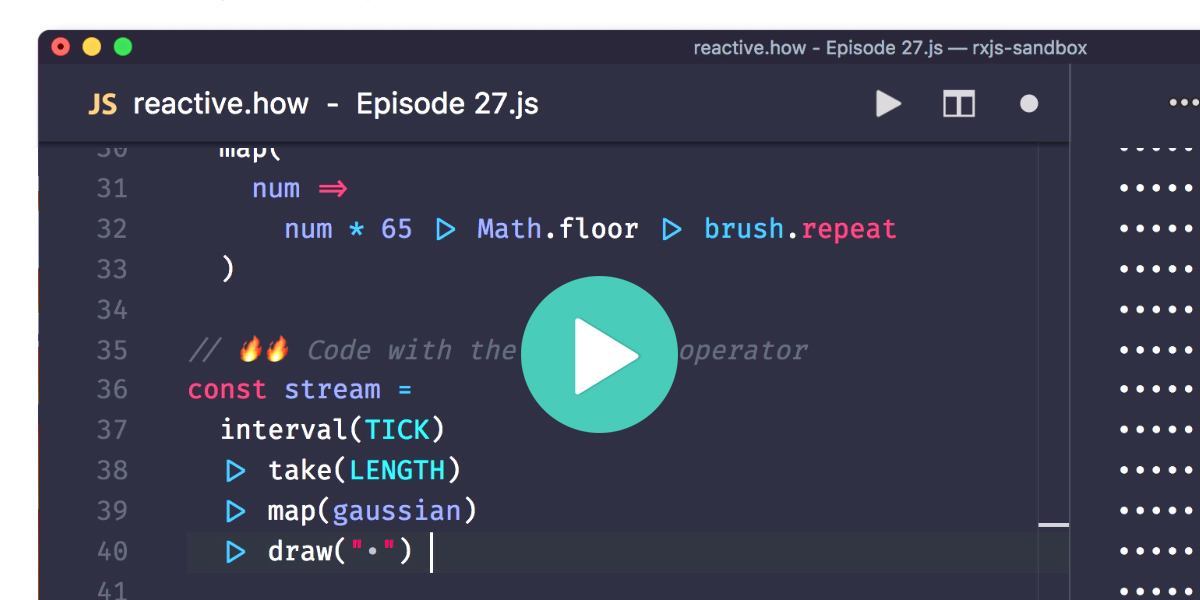 reactive.how - Episode 27.js — rxjs-sandbox
JS reactive.how - Episode 27.js
30 map(
31 num =>
32 num * 65 ▷ Math.floor ▷ brush.repeat
33 )
34
35 // 🔥🔥 Code with the operator
36 const stream =
37 interval(TICK)
38 ▷ take(LENGTH)
39 ▷ map(gaussian)
40 ▷ draw("•")
41